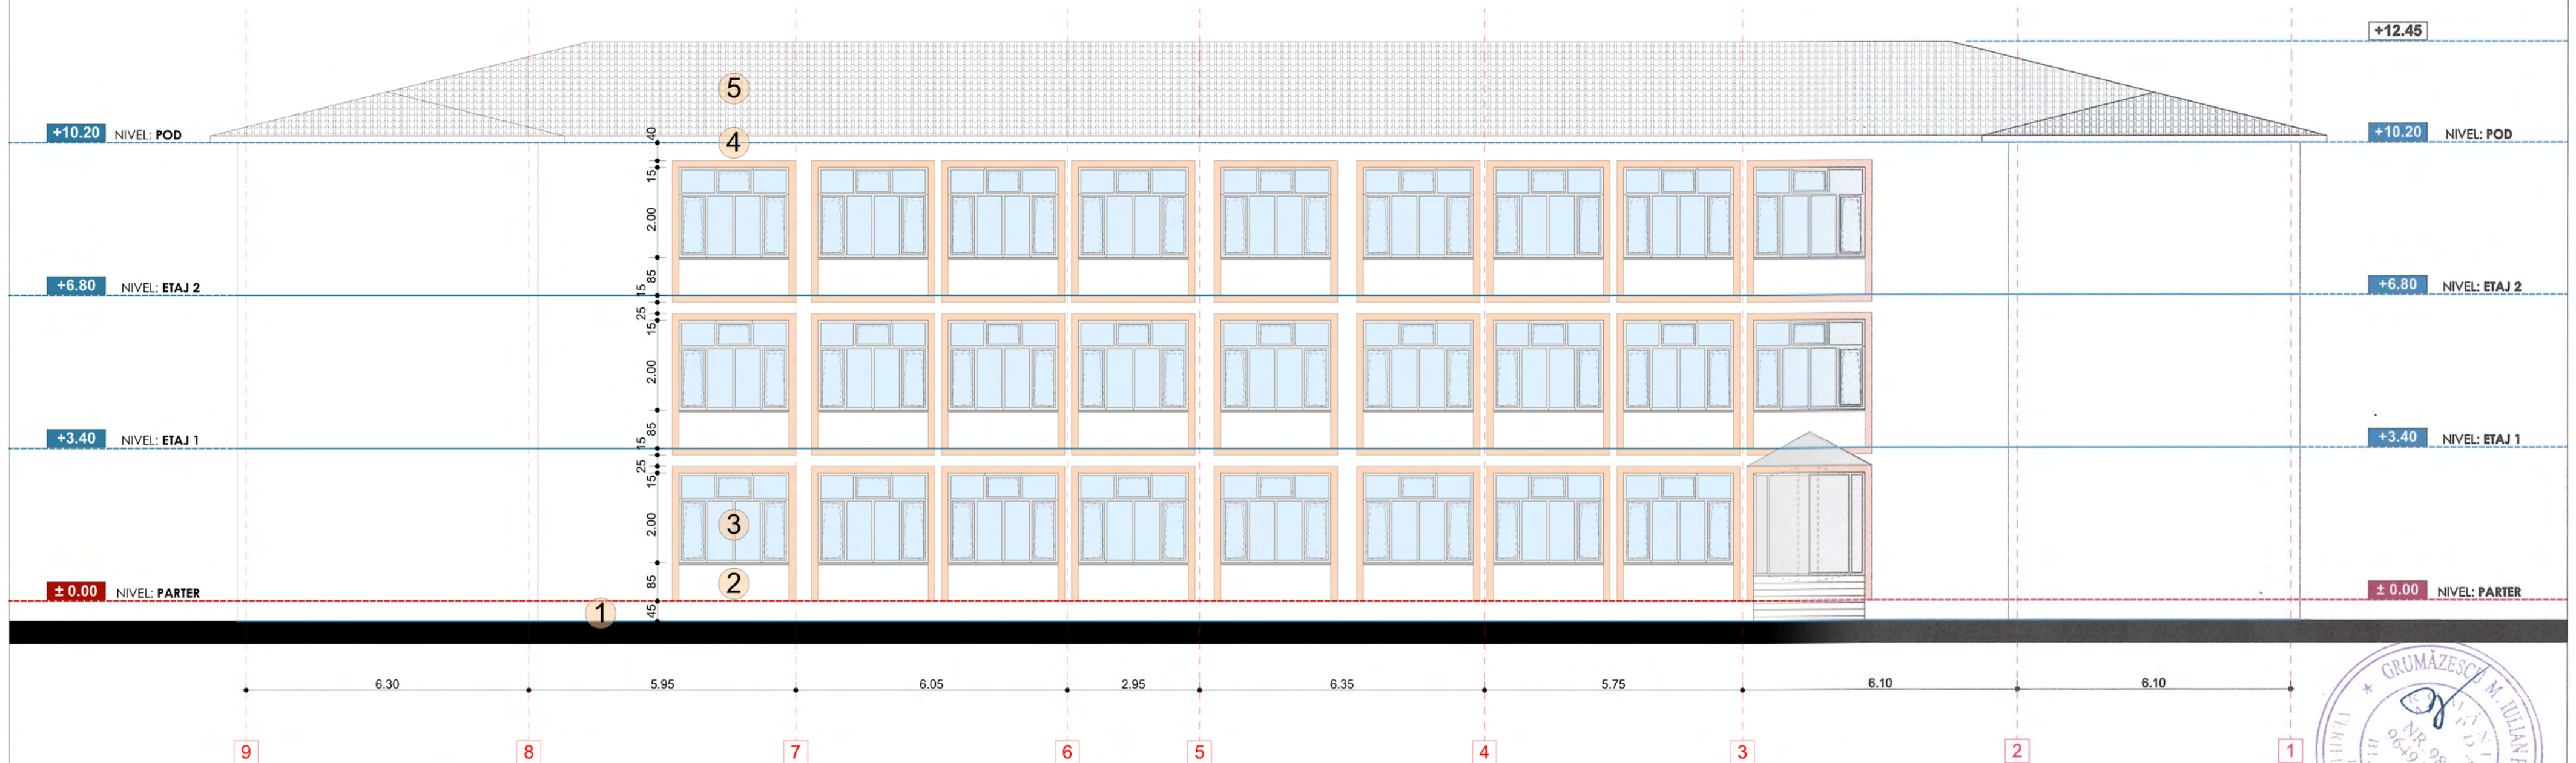 +12.45
5
+10.20 NIVEL: POD
40
4
+10.20 NIVEL: POD
15
2.00
85
+6.80 NIVEL: ETAJ 2
15
+6.80 NIVEL: ETAJ 2
25
15
2.00
85
+3.40 NIVEL: ETAJ 1
15
+3.40 NIVEL: ETAJ 1
25
15
2.00
3
85
2
± 0.00 NIVEL: PARTER
± 0.00 NIVEL: PARTER
1
45
6.30 5.95 6.05 2.95 6.35 5.75 6.10 6.10
GRUMĂZESCU M. IULIAN
9 8 7 6 5 4 3 2 1